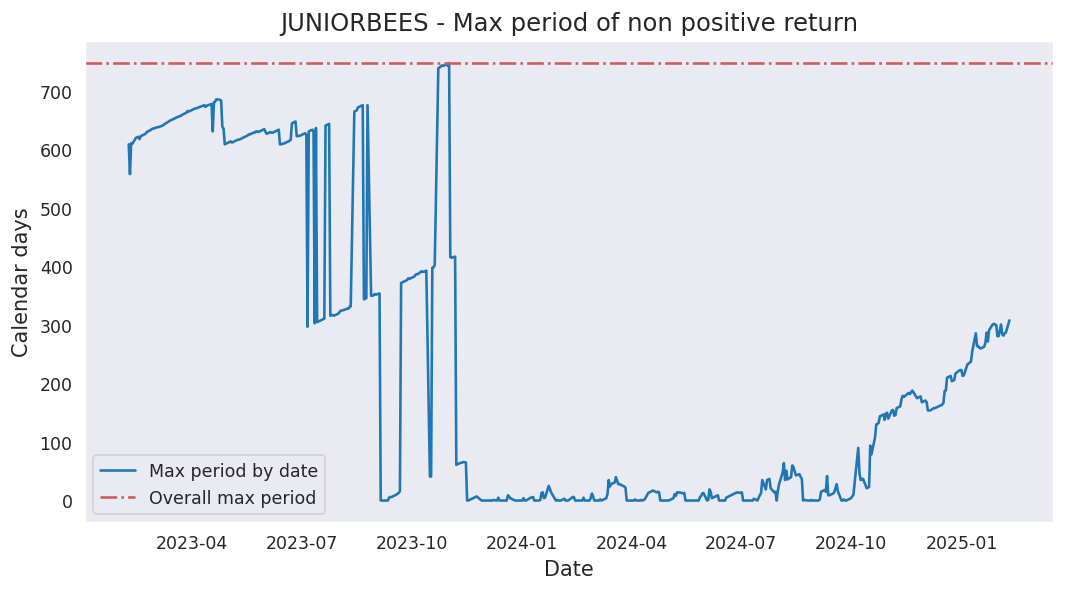 JUNIORBEES - Max period of non positive return
Calendar days
700
600
500
400
300
200
100
0
Max period by date
Overall max period
2023-04 2023-07 2023-10 2024-01 2024-04 2024-07 2024-10 2025-01
Date